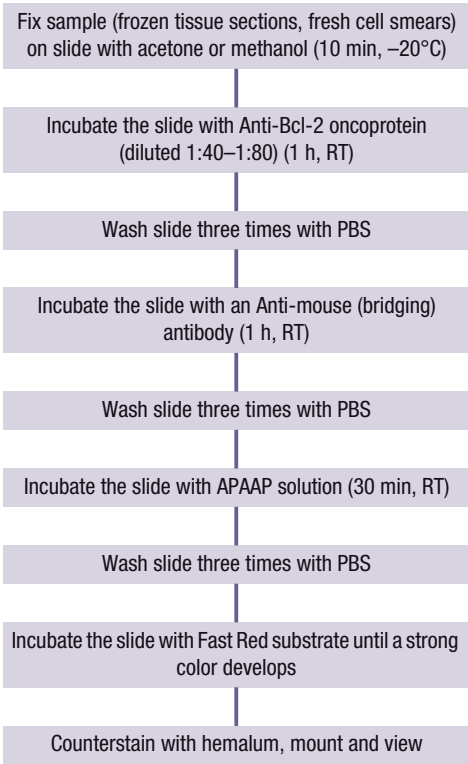 Fix sample (frozen tissue sections, fresh cell smears)
on slide with acetone or methanol (10 min, –20°C)
Incubate the slide with Anti-Bcl-2 oncoprotein
(diluted 1:40–1:80) (1 h, RT)
Wash slide three times with PBS
Incubate the slide with an Anti-mouse (bridging)
antibody (1 h, RT)
Wash slide three times with PBS
Incubate the slide with APAAP solution (30 min, RT)
Wash slide three times with PBS
Incubate the slide with Fast Red substrate until a strong
color develops
Counterstain with hemalum, mount and view